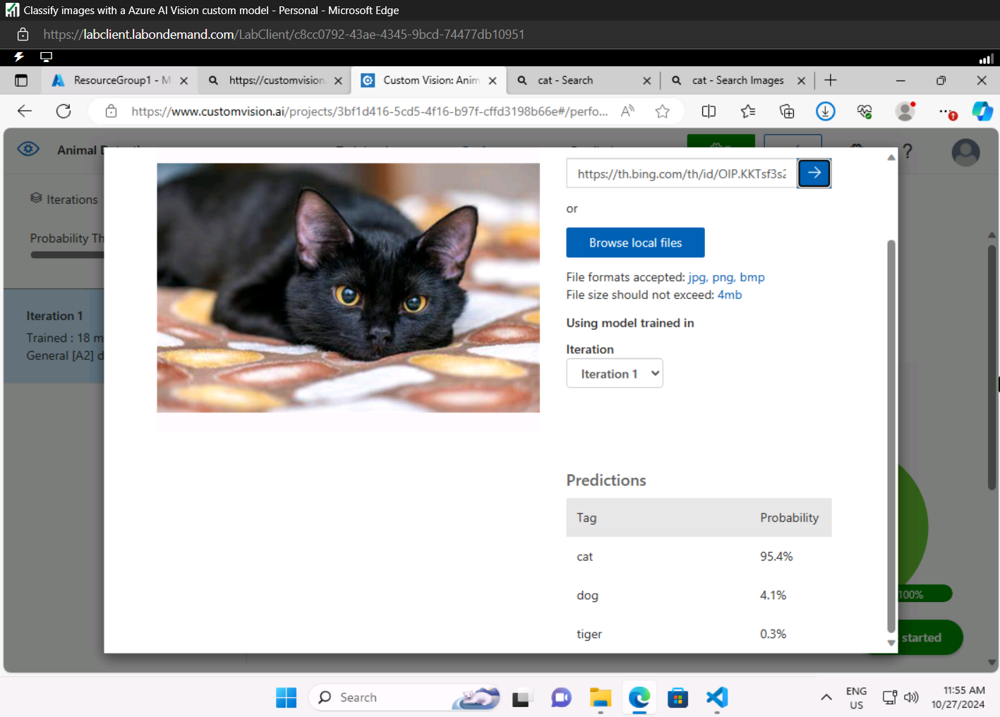 Classify images with a Azure AI Vision custom model - Personal - Microsoft Edge
https://labclient.labondemand.com/LabClient/c8cc0792-43ae-4345-9bcd-74477db10951
ResourceGroup1 - M
https://customvision.
Custom Vision: Anim
cat - Search
cat - Search Images
https://www.customvision.ai/projects/3bf1d416-5cd5-4f16-b97f-cffd3198b66e#/perfo...
Animal
?
https://th.bing.com/th/id/OIP.KKTsf3sZ
Iterations
or
Probability Th
Browse local files
File formats accepted: jpg, png, bmp
File size should not exceed: 4mb
Iteration 1
Using model trained in
Trained : 18 m
Iteration
General [A2] d
Iteration 1
Predictions
Tag Probability
cat 95.4%
dog 4.1%
100%
tiger 0.3%
started
Search
ENG
US
11:55 AM
10/27/2024